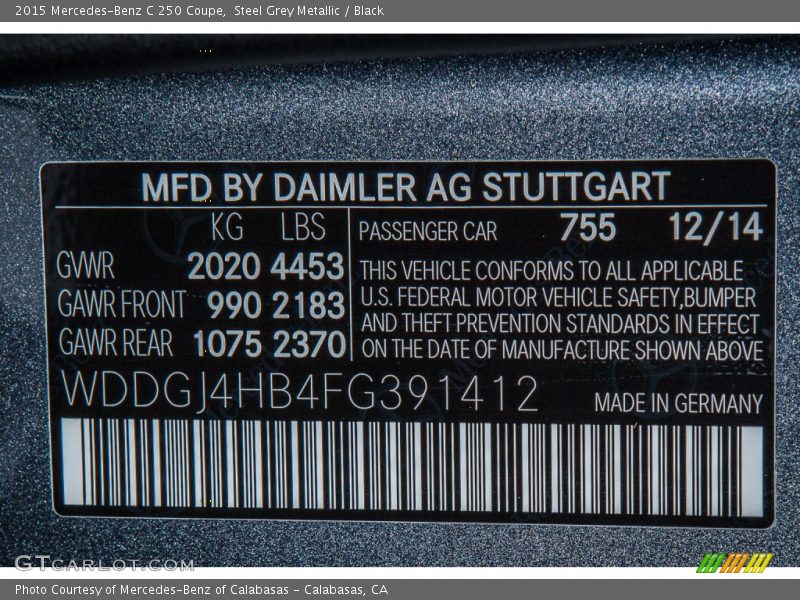 2015 Mercedes-Benz C 250 Coupe, Steel Grey Metallic / Black
MFD BY DAIMLER AG STUTTGART
KG LBS
GVWR 2020 4453
GAWR FRONT 990 2183
GAWR REAR 1075 2370
PASSENGER CAR 755 12/14
THIS VEHICLE CONFORMS TO ALL APPLICABLE
U.S. FEDERAL MOTOR VEHICLE SAFETY,BUMPER
AND THEFT PREVENTION STANDARDS IN EFFECT
ON THE DATE OF MANUFACTURE SHOWN ABOVE
WDDGJ4HB4FG391412
MADE IN GERMANY
GTCARLOT.COM
Photo Courtesy of Mercedes-Benz of Calabasas - Calabasas, CA